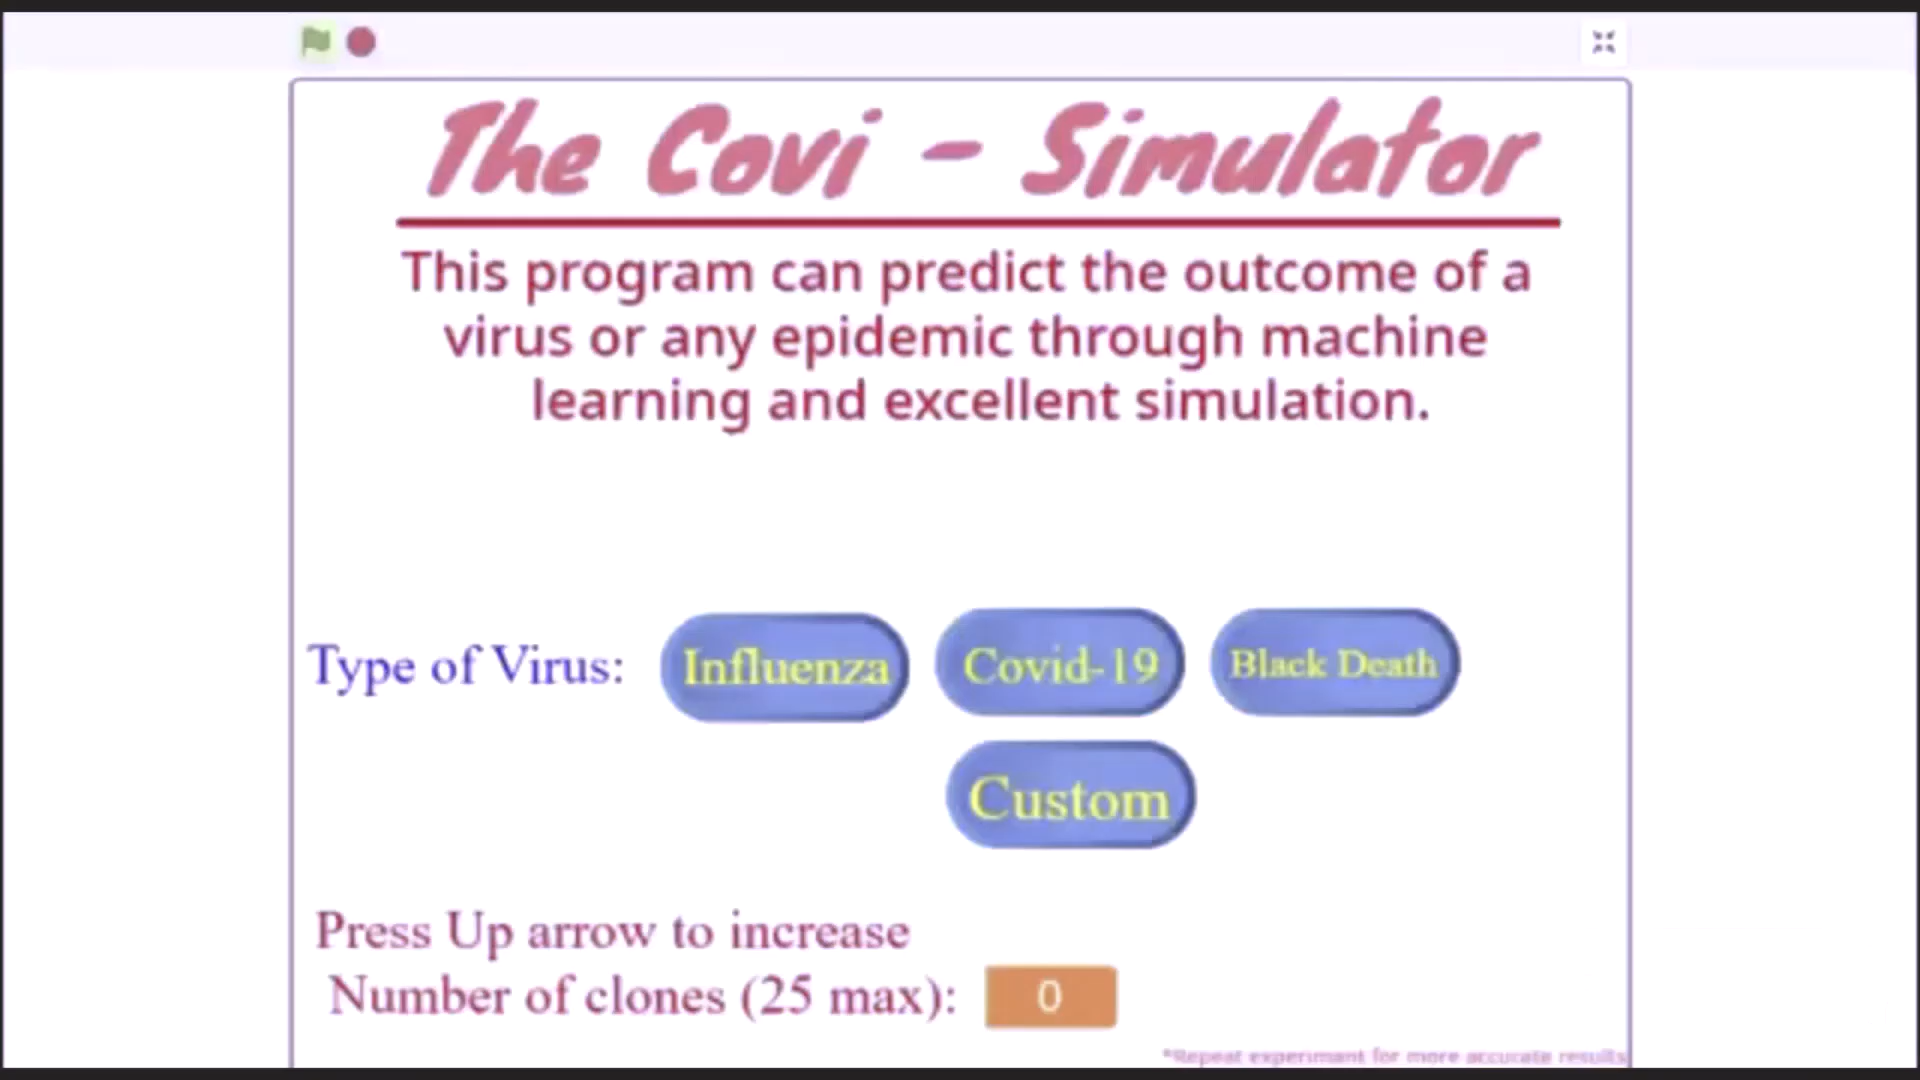 The Covi - Simulator
This program can predict the outcome of a
virus or any epidemic through machine
learning and excellent simulation.
Type of Virus: Influenza Covid-19 Black Death
Custom
Press Up arrow to increase
Number of clones (25 max): 0
*Repeat experimant for more accurate results